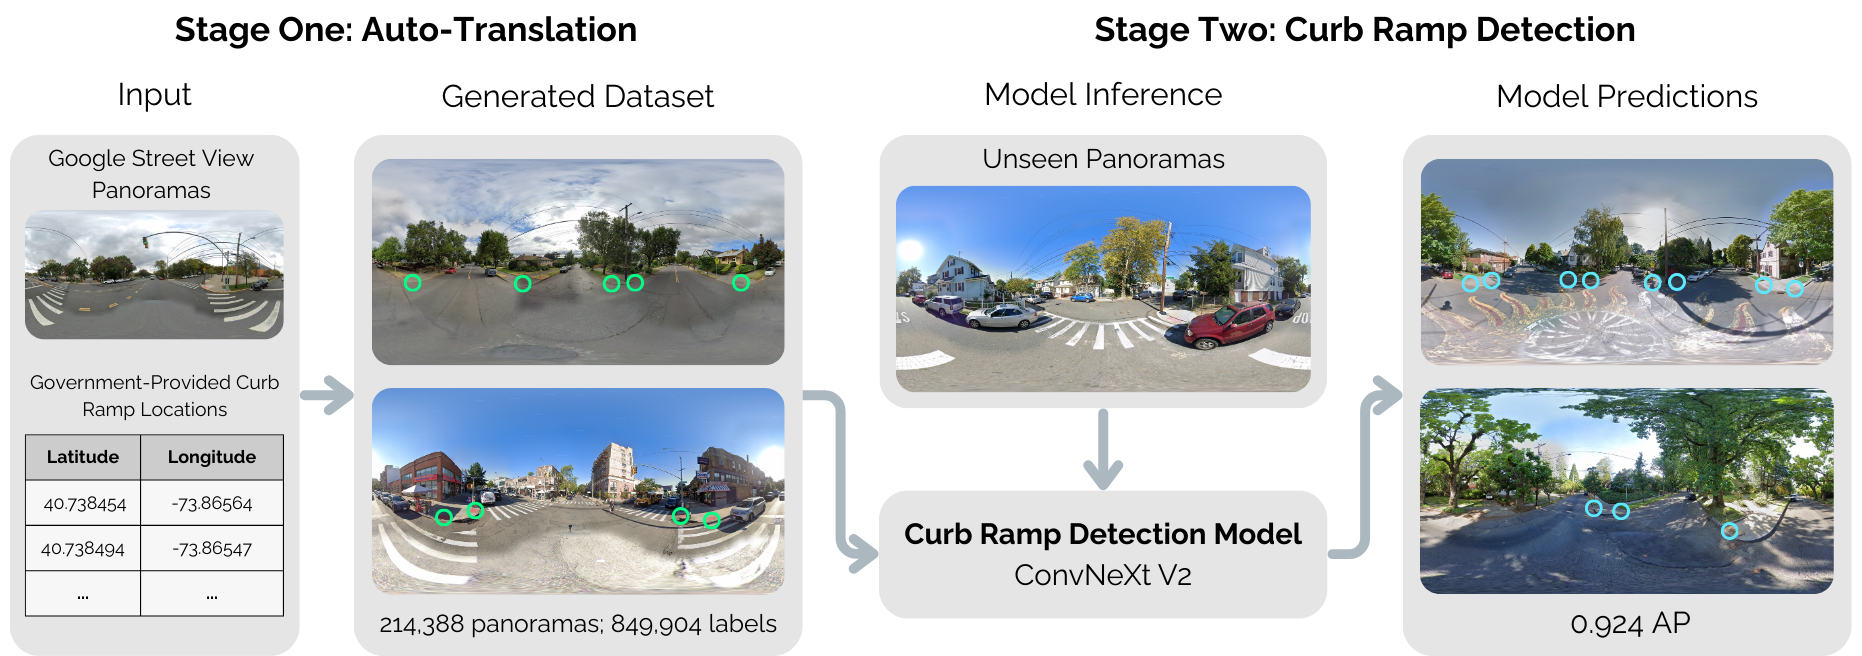 Stage One: Auto-Translation
Input
Google Street View
Panoramas
Government-Provided Curb
Ramp Locations
Latitude Longitude
40.738454 -73.86564
40.738494 -73.86547
... ...
Generated Dataset
214,388 panoramas; 849,904 labels
Stage Two: Curb Ramp Detection
Model Inference
Unseen Panoramas
Curb Ramp Detection Model
ConvNeXt V2
Model Predictions
0.924 AP